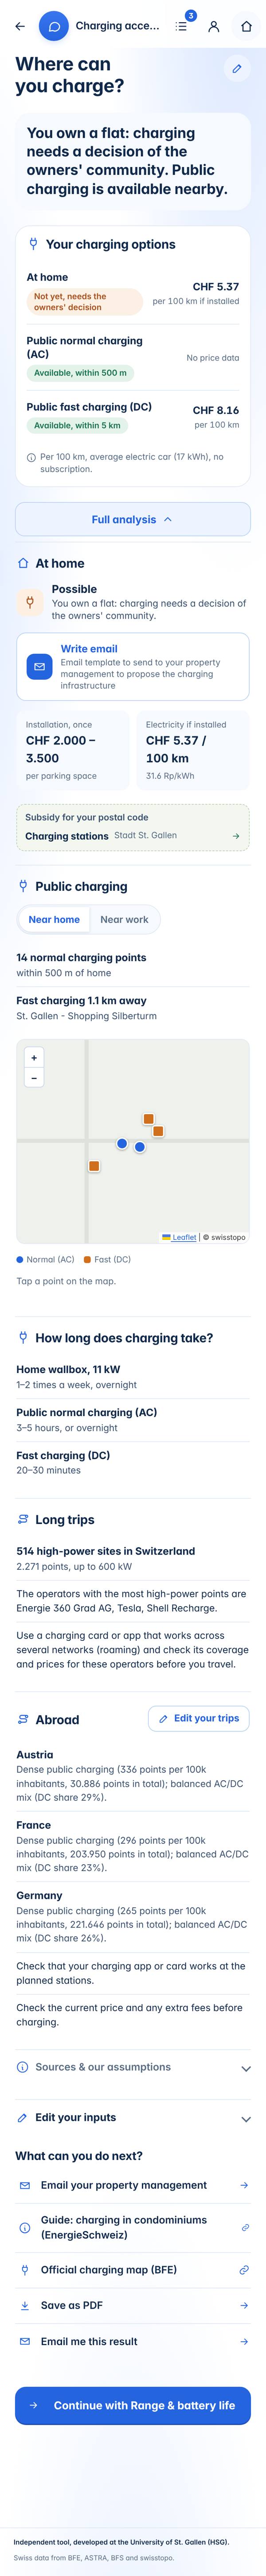 Charging acce...
3
Where can
you charge?
You own a flat: charging
needs a decision of the
owners' community. Public
charging is available nearby.
Your charging options
At home
Not yet, needs the
owners' decision
CHF 5.37
per 100 km if installed
Public normal charging
(AC)
Available, within 500 m
No price data
Public fast charging (DC)
Available, within 5 km
CHF 8.16
per 100 km
Per 100 km, average electric car (17 kWh), no
subscription.
Full analysis
At home
Possible
You own a flat: charging needs a decision of
the owners' community.
Write email
Email template to send to your property
management to propose the charging
infrastructure
Installation, once
CHF 2.000 –
3.500
per parking space
Electricity if installed
CHF 5.37 /
100 km
31.6 Rp/kWh
Subsidy for your postal code
Charging stations Stadt St. Gallen
Public charging
Near home
Near work
14 normal charging points
within 500 m of home
Fast charging 1.1 km away
St. Gallen - Shopping Silberturm
+
−
Leaflet | © swisstopo
Normal (AC)
Fast (DC)
Tap a point on the map.
How long does charging take?
Home wallbox, 11 kW
1–2 times a week, overnight
Public normal charging (AC)
3–5 hours, or overnight
Fast charging (DC)
20–30 minutes
Long trips
514 high-power sites in Switzerland
2.271 points, up to 600 kW
The operators with the most high-power points are
Energie 360 Grad AG, Tesla, Shell Recharge.
Use a charging card or app that works across
several networks (roaming) and check its coverage
and prices for these operators before you travel.
Abroad
Edit your trips
Austria
Dense public charging (336 points per 100k
inhabitants, 30.886 points in total); balanced AC/DC
mix (DC share 29%).
France
Dense public charging (296 points per 100k
inhabitants, 203.950 points in total); balanced AC/DC
mix (DC share 23%).
Germany
Dense public charging (265 points per 100k
inhabitants, 221.646 points in total); balanced AC/DC
mix (DC share 26%).
Check that your charging app or card works at the
planned stations.
Check the current price and any extra fees before
charging.
Sources & our assumptions
Edit your inputs
What can you do next?
Email your property management
Guide: charging in condominiums
(EnergieSchweiz)
Official charging map (BFE)
Save as PDF
Email me this result
Continue with Range & battery life
Independent tool, developed at the University of St. Gallen (HSG).
Swiss data from BFE, ASTRA, BFS and swisstopo.